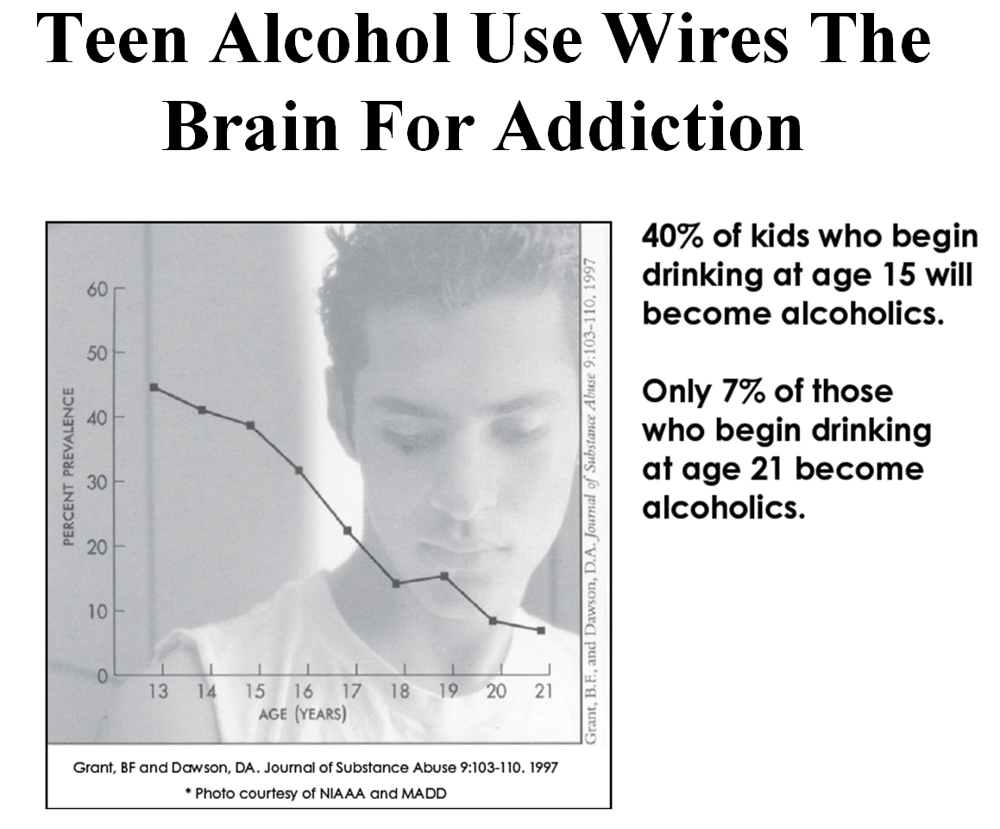 Teen Alcohol Use Wires The
Brain For Addiction
60
50
40
30
20
10
0
PERCENT PREVALENCE
13 14 15 16 17 18 19 20 21
AGE (YEARS)
Grant, B.F., and Dawson, D.A. Journal of Substance Abuse 9:103–110, 1997
Grant, BF and Dawson, DA. Journal of Substance Abuse 9:103-110. 1997
* Photo courtesy of NIAAA and MADD
40% of kids who begin
drinking at age 15 will
become alcoholics.
Only 7% of those
who begin drinking
at age 21 become
alcoholics.